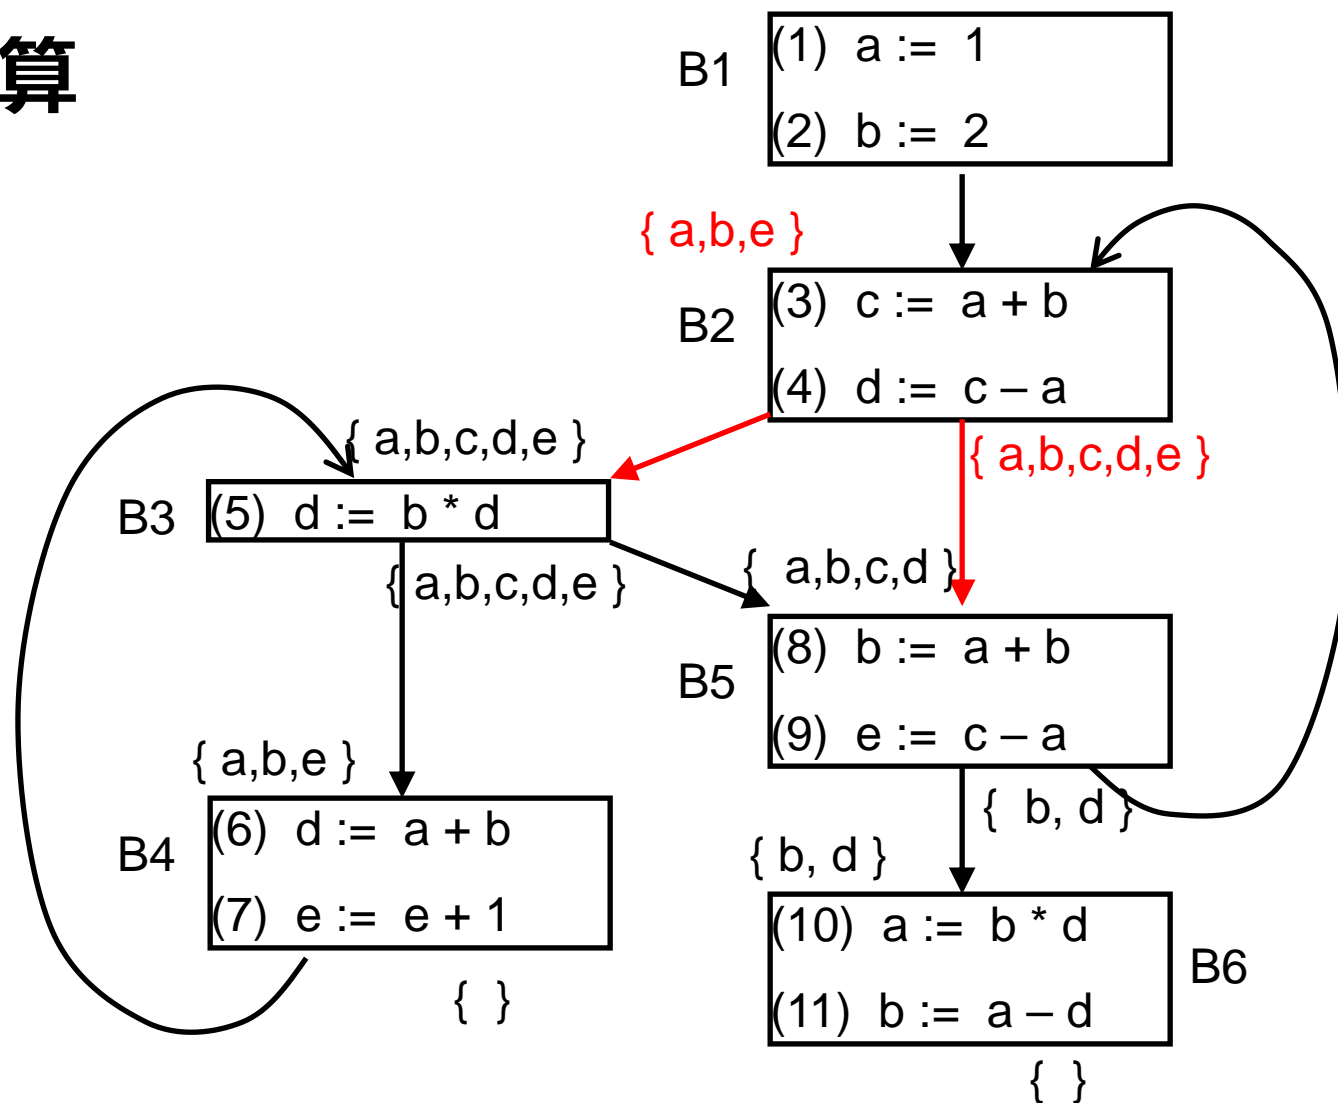 算
B1
(1) a := 1
(2) b := 2
{ a,b,e }
B2
(3) c := a + b
(4) d := c – a
{ a,b,c,d,e }
{ a,b,c,d,e }
B3
(5) d := b * d
{ a,b,c,d,e }
{ a,b,c,d }
B5
(8) b := a + b
(9) e := c – a
{ a,b,e }
{ b, d }
B4
(6) d := a + b
(7) e := e + 1
{ }
{ b, d }
(10) a := b * d
(11) b := a – d
B6
{ }